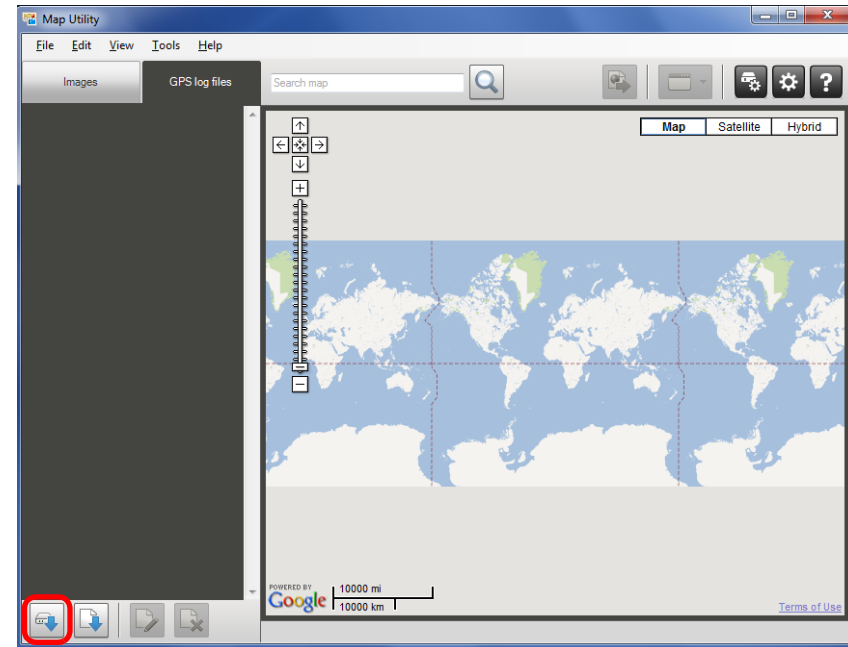 Map Utility
File Edit View Tools Help
Images GPS log files Search map ?
Map Satellite Hybrid
POWERED BY
Google
10000 mi
10000 km
Terms of Use